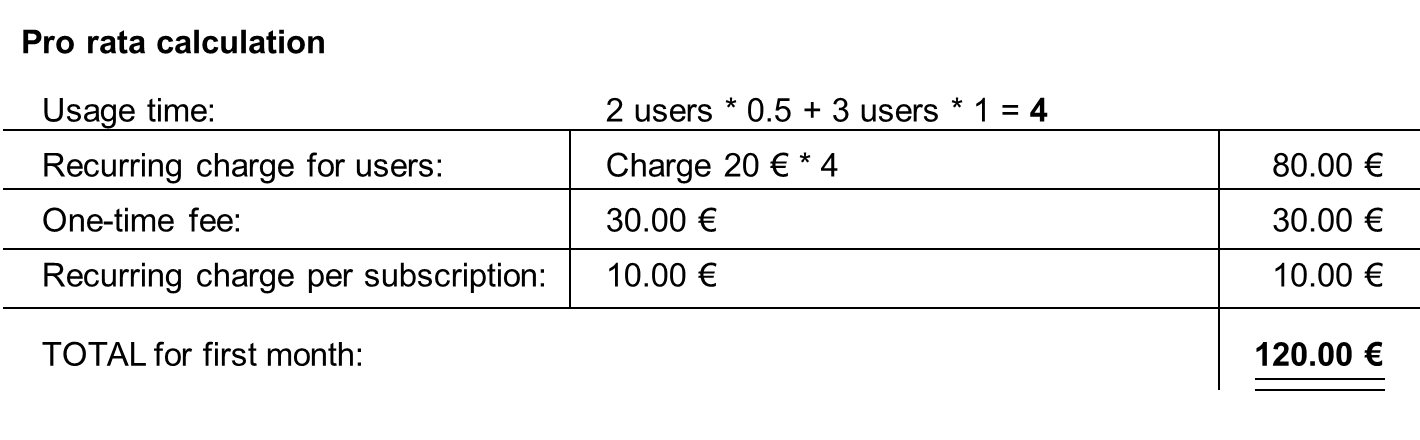 Pro rata calculation
Usage time: 2 users * 0.5 + 3 users * 1 = 4
Recurring charge for users: Charge 20 € * 4 80.00 €
One-time fee: 30.00 € 30.00 €
Recurring charge per subscription: 10.00 € 10.00 €
TOTAL for first month: 120.00 €